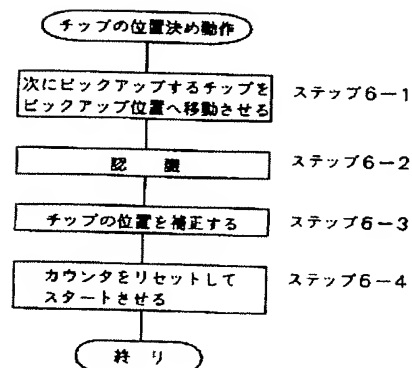 チップの位置決め動作
次にピックアップするチップを
ピックアップ位置へ移動させる
ステップ6-1
認 識
ステップ6-2
チップの位置を補正する
ステップ6-3
カウンタをリセットして
スタートさせる
ステップ6-4
終り